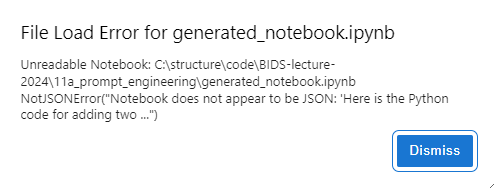 File Load Error for generated_notebook.ipynb
Unreadable Notebook: C:\structure\code\BIDS-lecture-
2024\11a_prompt_engineering\generated_notebook.ipynb
NotJSONError("Notebook does not appear to be JSON: 'Here is the Python
code for adding two ...")
Dismiss